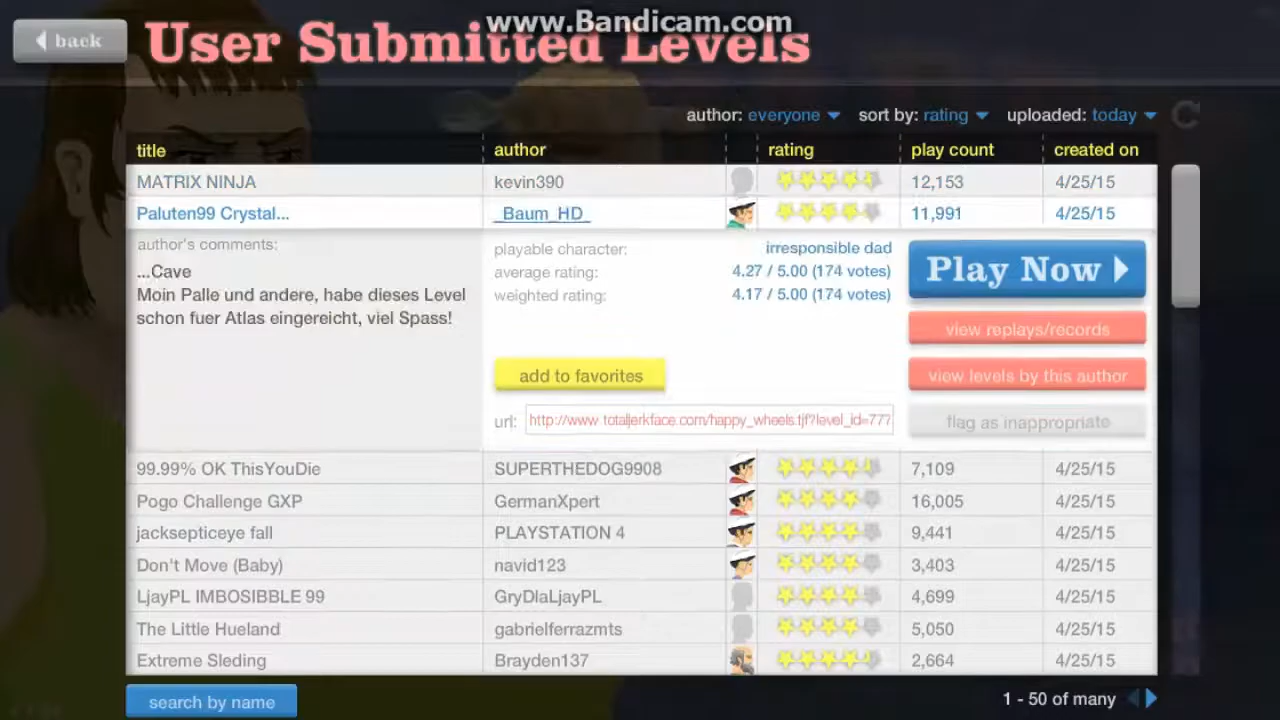 www.Bandicam.com
back
User Submitted Levels
author: everyone sort by: rating uploaded: today
title author rating play count created on
MATRIX NINJA kevin390 12,153 4/25/15
Paluten99 Crystal... _Baum_HD_ 11,991 4/25/15
author's comments:
...Cave
Moin Palle und andere, habe dieses Level
schon fuer Atlas eingereicht, viel Spass!
playable character: irresponsible dad
average rating: 4.27 / 5.00 (174 votes)
weighted rating: 4.17 / 5.00 (174 votes)
add to favorites
url: http://www.totaljerkface.com/happy_wheels.tjf?level_id=777
Play Now
view replays/records
view levels by this author
flag as inappropriate
99.99% OK ThisYouDie SUPERTHEDOG9908 7,109 4/25/15
Pogo Challenge GXP GermanXpert 16,005 4/25/15
jacksepticeye fall PLAYSTATION 4 9,441 4/25/15
Don't Move (Baby) navid123 3,403 4/25/15
LjayPL IMBOSIBBLE 99 GryDlaLjayPL 4,699 4/25/15
The Little Hueland gabrielferrazmts 5,050 4/25/15
Extreme Sleding Brayden137 2,664 4/25/15
search by name
1 - 50 of many